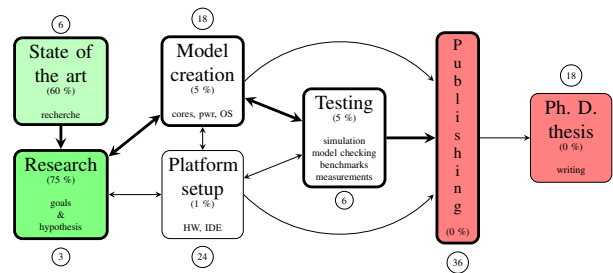 6
State of
the art
(60 %)
recherche
Research
(75 %)
goals
&
hypothesis
3
18
Model
creation
(5 %)
cores, pwr, OS
Platform
setup
(1 %)
HW, IDE
24
Testing
(5 %)
simulation
model checking
benchmarks
measurements
6
P
u
b
l
i
s
h
i
n
g
(0 %)
36
18
Ph. D.
thesis
(0 %)
writing